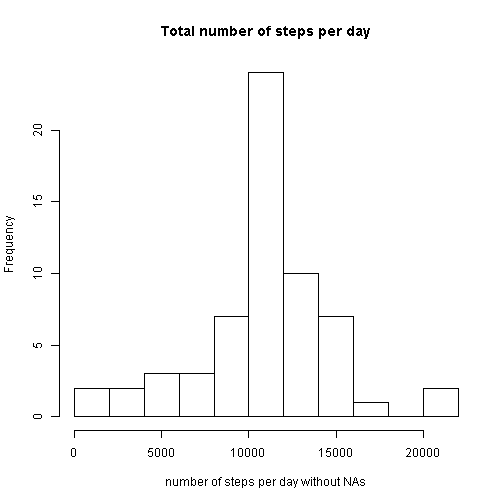 Total number of steps per day
Frequency
20
15
10
5
0
0 5000 10000 15000 20000
number of steps per day without NAs